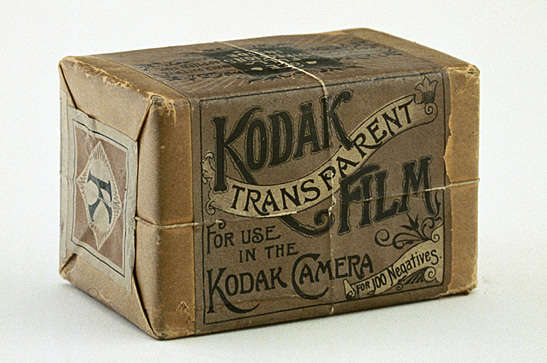 KODAK
TRANSPARENT
FILM
FOR USE
IN THE
KODAK CAMERA
FOR 100 Negatives.
K